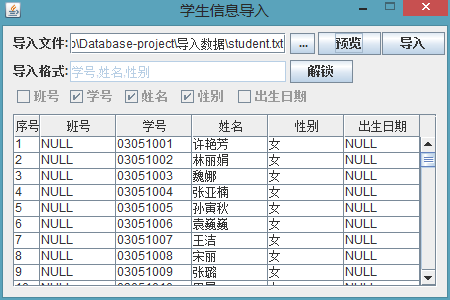 学生信息导入
导入文件: o\Database-project\导入数据\student.txt ... 预览 导入
导入格式: 学号,姓名,性别 解锁
班号 学号 姓名 性别 出生日期
序号 班号 学号 姓名 性别 出生日期
1 NULL 03051001 许艳芳 女 NULL
2 NULL 03051002 林丽娟 女 NULL
3 NULL 03051003 魏娜 女 NULL
4 NULL 03051004 张亚楠 女 NULL
5 NULL 03051005 孙寅秋 女 NULL
6 NULL 03051006 袁巍巍 女 NULL
7 NULL 03051007 王洁 女 NULL
8 NULL 03051008 宋丽 女 NULL
9 NULL 03051009 张璐 女 NULL